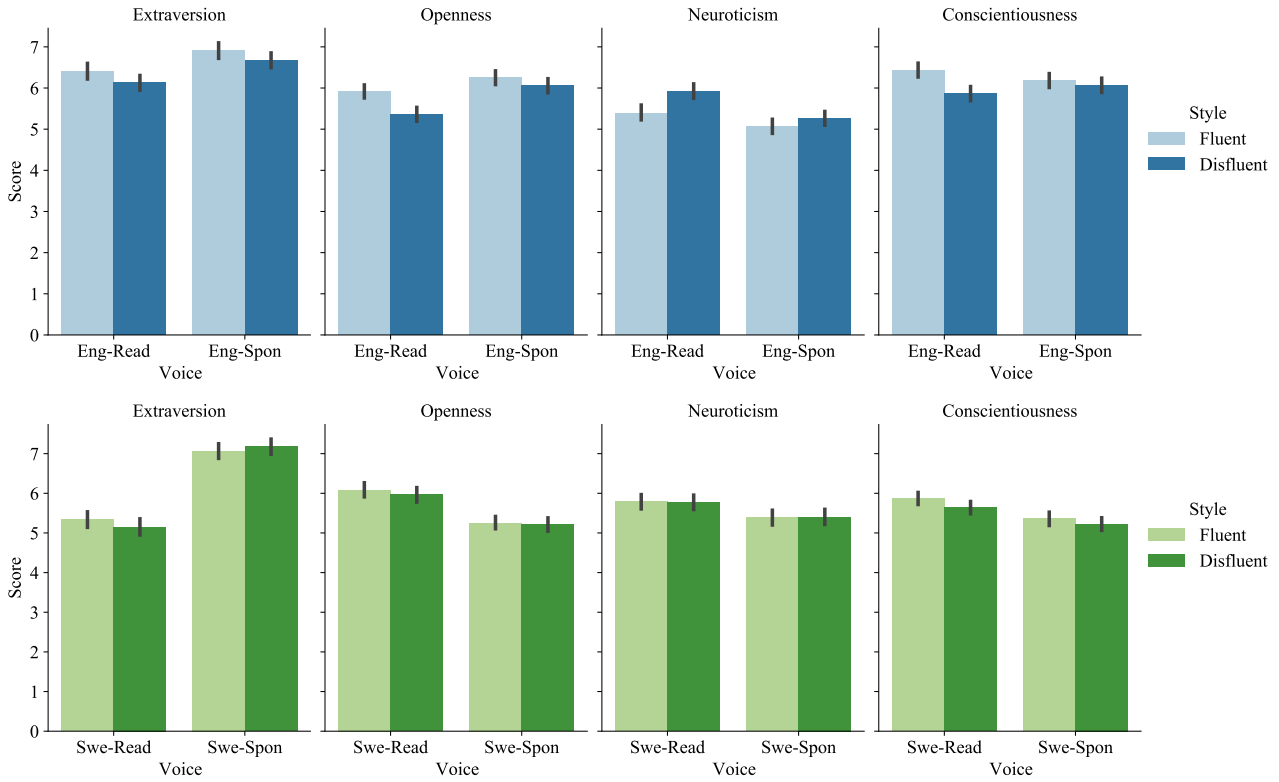 Extraversion Openness Neuroticism Conscientiousness
Score
7
6
5
4
3
2
1
0
Eng-Read Eng-Spon Eng-Read Eng-Spon Eng-Read Eng-Spon Eng-Read Eng-Spon
Voice Voice Voice Voice
Style
Fluent
Disfluent
Extraversion Openness Neuroticism Conscientiousness
Score
7
6
5
4
3
2
1
0
Swe-Read Swe-Spon Swe-Read Swe-Spon Swe-Read Swe-Spon Swe-Read Swe-Spon
Voice Voice Voice Voice
Style
Fluent
Disfluent